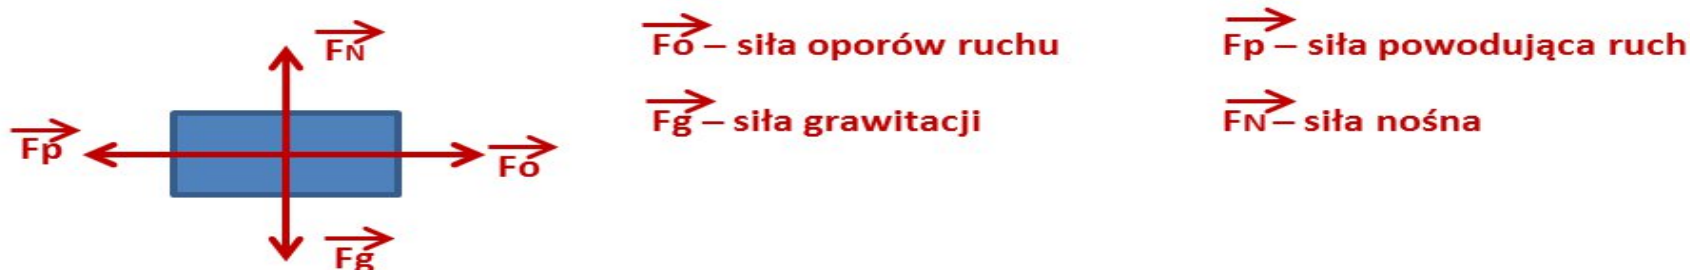 FN
Fp
Fo
Fg
Fo – siła oporów ruchu
Fg – siła grawitacji
Fp – siła powodująca ruch
FN – siła nośna